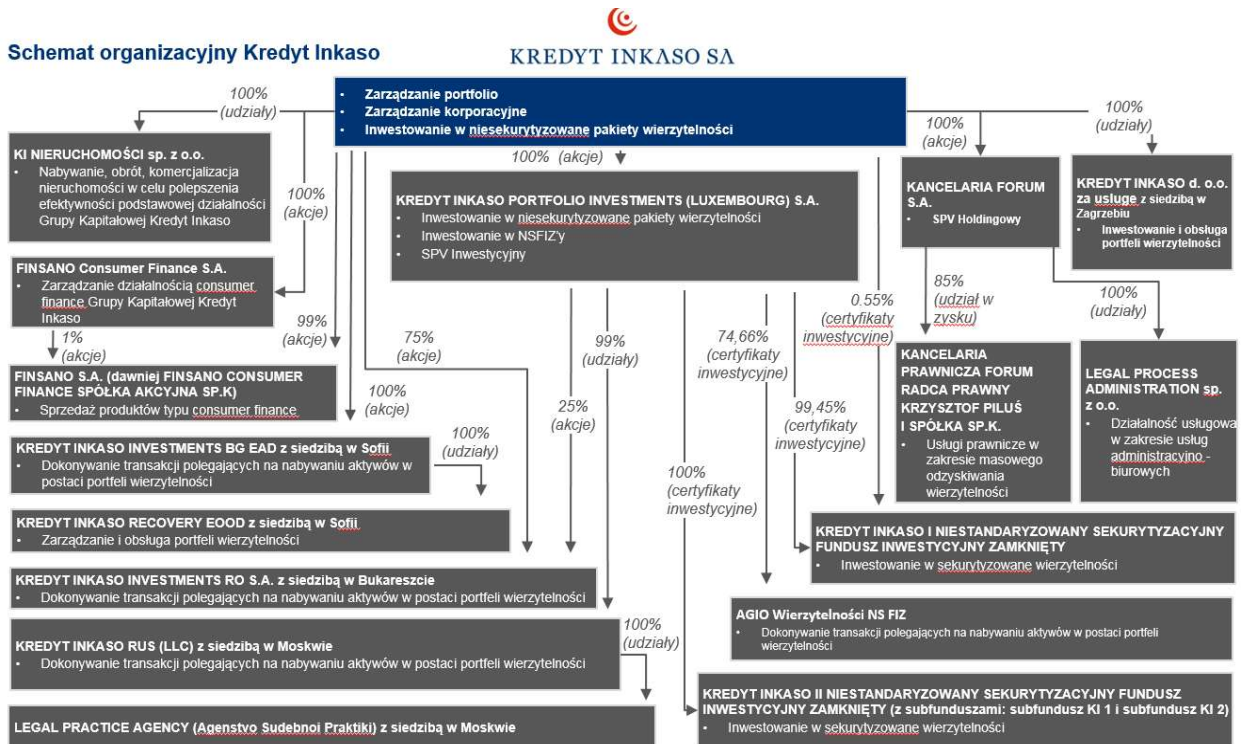 Schemat organizacyjny Kredyt Inkaso
KREDYT INKASO SA
• Zarządzanie portfolio
• Zarządzanie korporacyjne
• Inwestowanie w niesekurytyzowane pakiety wierzytelności
100%
(udziały)
100%
(akcje)
100% (akcje)
100%
(akcje)
100%
(udziały)
KI NIERUCHOMOŚCI sp. z o.o.
• Nabywanie, obrót, komercjalizacja
nieruchomości w celu polepszenia
efektywności podstawowej działalności
Grupy Kapitałowej Kredyt Inkaso
KREDYT INKASO PORTFOLIO INVESTMENTS (LUXEMBOURG) S.A.
• Inwestowanie w niesekurytyzowane pakiety wierzytelności
• Inwestowanie w NSFIZ'y
• SPV Inwestycyjny
KANCELARIA FORUM
S.A.
• SPV Holdingowy
KREDYT INKASO d. o.o.
za usluge z siedzibą w
Zagrzebiu
• Inwestowanie i obsługa
portfeli wierzytelności
FINSANO Consumer Finance S.A.
• Zarządzanie działalnością consumer
finance Grupy Kapitałowej Kredyt
Inkaso
1%
(akcje)
99%
(akcje)
75%
(akcje)
99%
(udziały)
74,66%
(certyfikaty
inwestycyjne)
0.55%
(certyfikaty
inwestycyjne)
85%
(udział w
zysku)
100%
(udziały)
FINSANO S.A. (dawniej FINSANO CONSUMER
FINANCE SPÓŁKA AKCYJNA SP.K)
• Sprzedaż produktów typu consumer finance
100%
(akcje)
25%
(akcje)
99,45%
(certyfikaty
inwestycyjne)
KANCELARIA
PRAWNICZA FORUM
RADCA PRAWNY
KRZYSZTOF PILUŚ
I SPÓŁKA SP.K.
• Usługi prawnicze w
zakresie masowego
odzyskiwania
wierzytelności
LEGAL PROCESS
ADMINISTRATION sp.
z o.o.
• Działalność usługowa
w zakresie usług
administracyjno -
biurowych
KREDYT INKASO INVESTMENTS BG EAD z siedzibą w Sofii
• Dokonywanie transakcji polegających na nabywaniu aktywów w
postaci portfeli wierzytelności
100%
(udziały)
100%
(certyfikaty
inwestycyjne)
KREDYT INKASO RECOVERY EOOD z siedzibą w Sofii
• Zarządzanie i obsługa portfeli wierzytelności
KREDYT INKASO I NIESTANDARYZOWANY SEKURYTYZACYJNY
FUNDUSZ INWESTYCYJNY ZAMKNIĘTY
• Inwestowanie w sekurytyzowane wierzytelności
KREDYT INKASO INVESTMENTS RO S.A. z siedzibą w Bukareszcie
• Dokonywanie transakcji polegających na nabywaniu aktywów w postaci portfeli wierzytelności
AGIO Wierzytelności NS FIZ
• Dokonywanie transakcji polegających na nabywaniu aktywów w postaci portfeli
wierzytelności
KREDYT INKASO RUS (LLC) z siedzibą w Moskwie
• Dokonywanie transakcji polegających na nabywaniu aktywów w postaci portfeli wierzytelności
100%
(udziały)
KREDYT INKASO II NIESTANDARYZOWANY SEKURYTYZACYJNY FUNDUSZ
INWESTYCYJNY ZAMKNIĘTY (z subfunduszami: subfundusz KI 1 i subfundusz KI 2)
• Inwestowanie w sekurytyzowane wierzytelności
LEGAL PRACTICE AGENCY (Agenstvo Sudebnoi Praktiki) z siedzibą w Moskwie